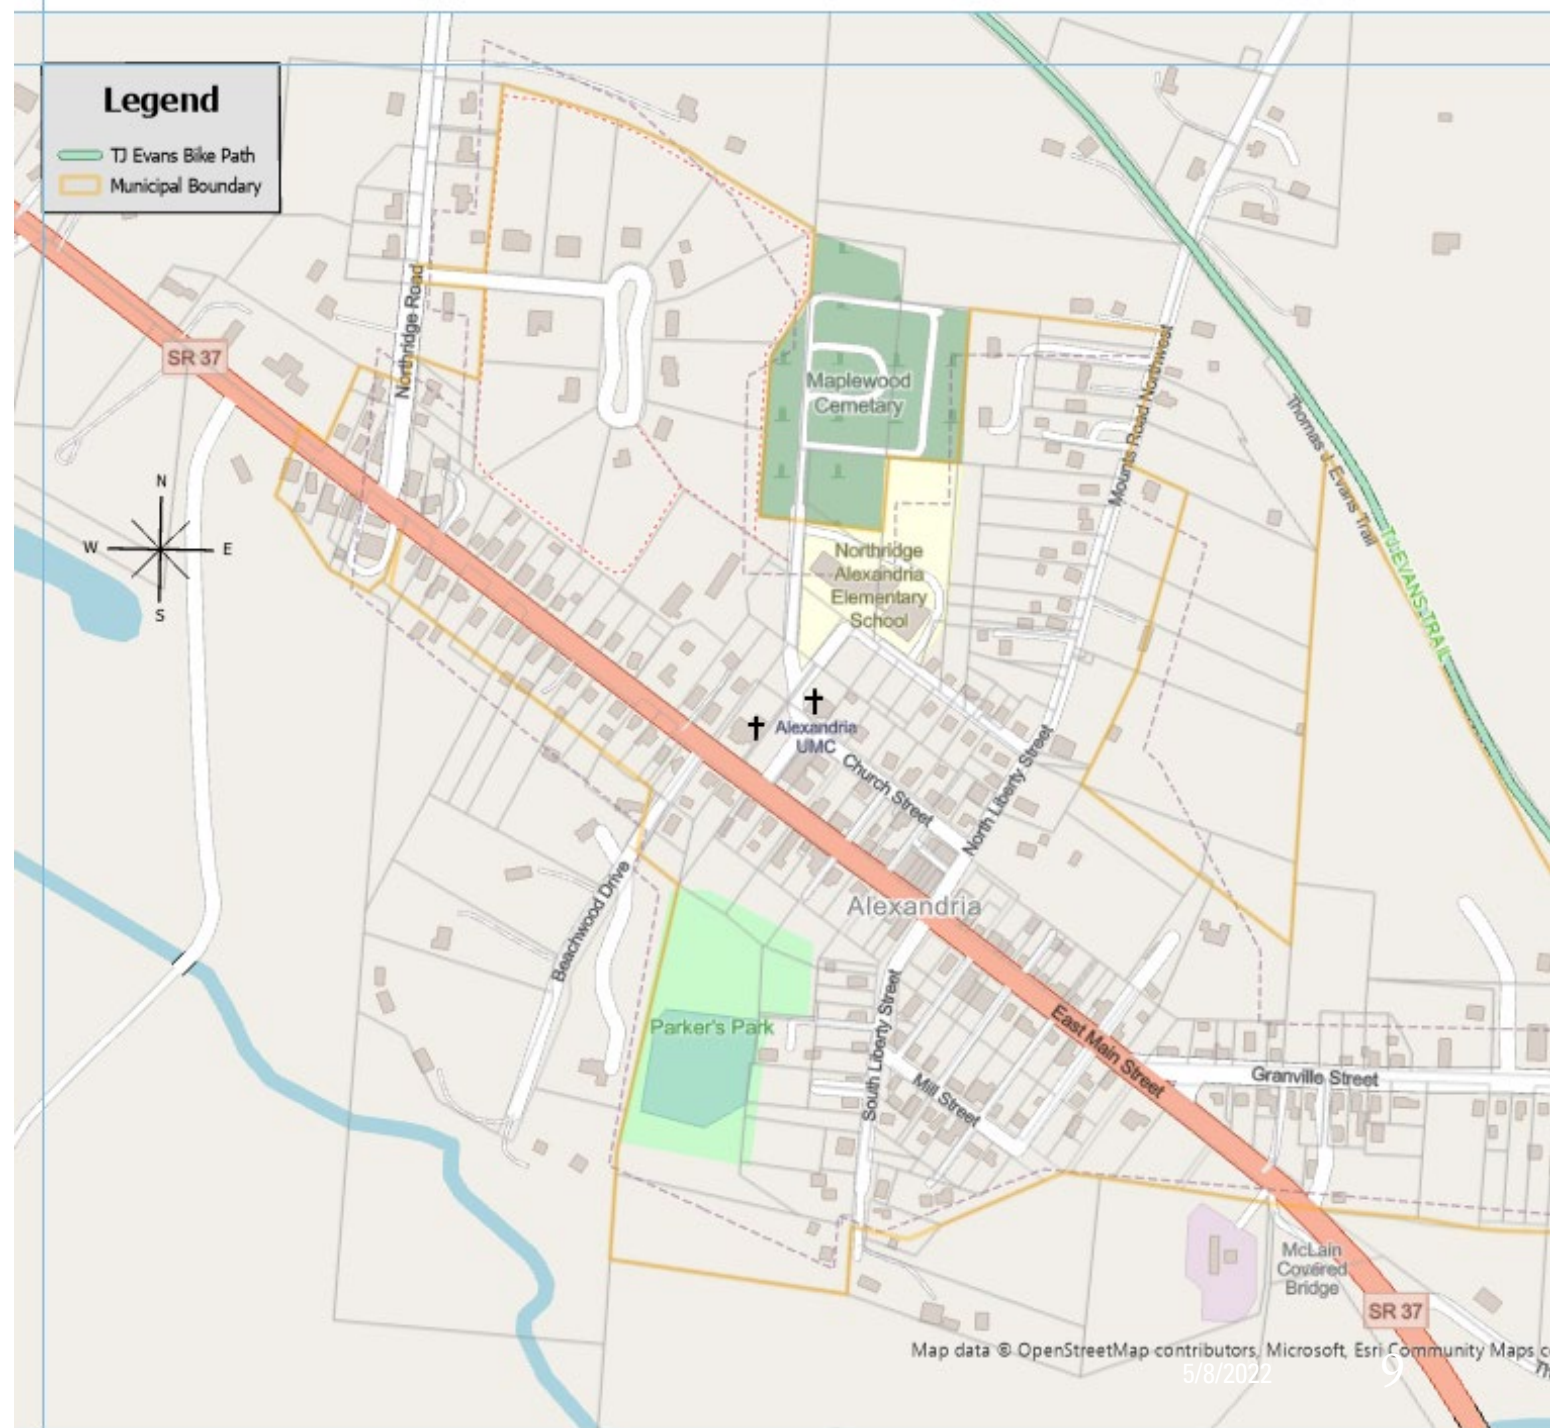 Legend
TJ Evans Bike Path
Municipal Boundary
SR 37
Northridge Road
N
W
E
S
Maplewood
Cemetary
Mounts Road Northwest
Thomas J. Evans Trail
TJ EVANS TRAIL
Northridge
Alexandria
Elementary
School
Alexandria
UMC
Church Street
North Liberty Street
Alexandria
Beachwood Drive
Parker's Park
South Liberty Street
Mill Street
East Main Street
Granville Street
McLain
Covered
Bridge
SR 37
Map data © OpenStreetMap contributors, Microsoft, Esri Community Maps
5/8/2022
9